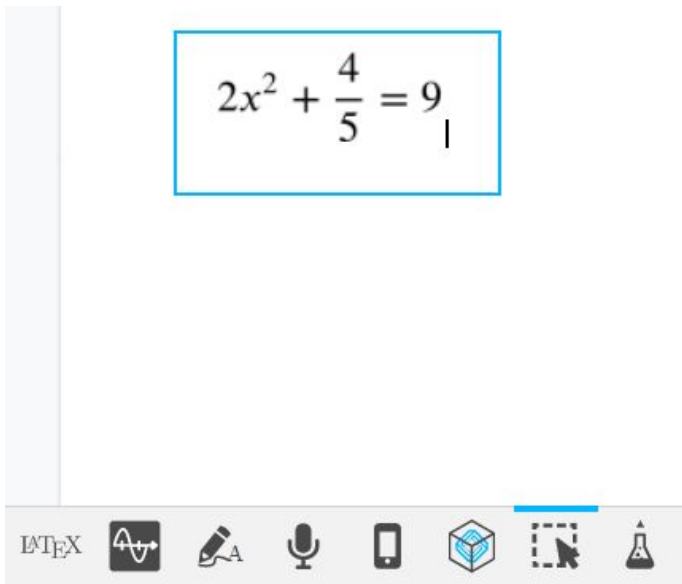 2x² + 4/5 = 9
LATEX
A